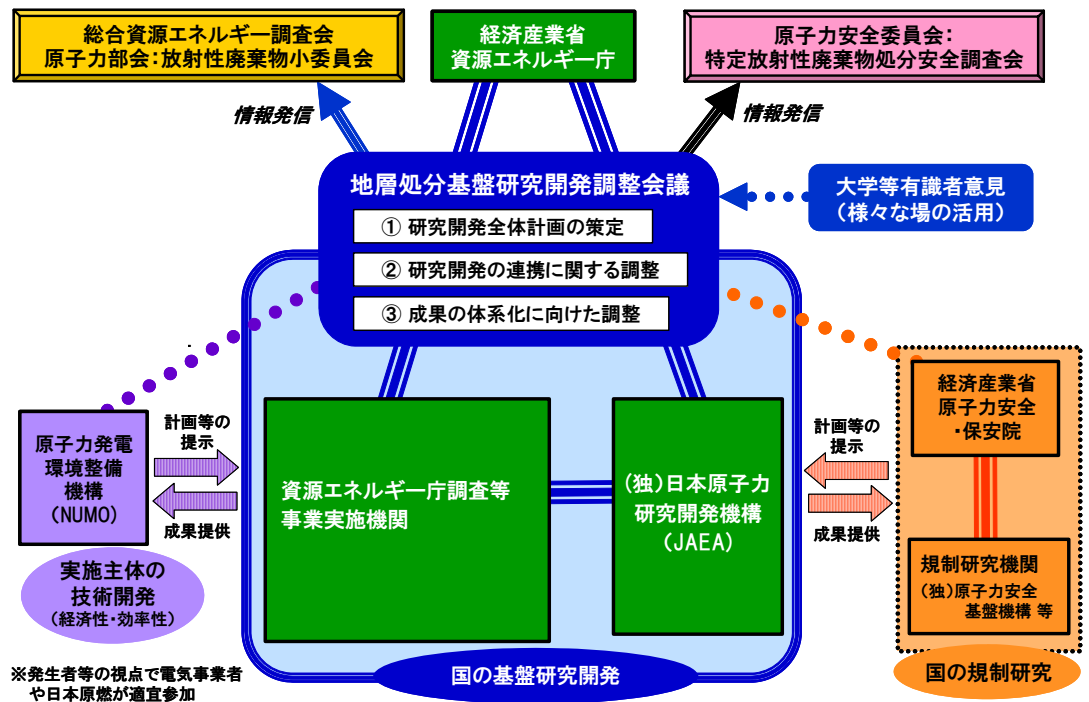 総合資源エネルギー調査会
原子力部会：放射性廃棄物小委員会
経済産業省
資源エネルギー庁
原子力安全委員会：
特定放射性廃棄物処分安全調査会
情報発信
情報発信
地層処分基盤研究開発調整会議
① 研究開発全体計画の策定
② 研究開発の連携に関する調整
③ 成果の体系化に向けた調整
大学等有識者意見
（様々な場の活用）
原子力発電
環境整備
機構
（NUMO）
計画等の
提示
成果提供
実施主体の
技術開発
（経済性・効率性）
資源エネルギー庁調査等
事業実施機関
（独）日本原子力
研究開発機構
（JAEA）
計画等の
提示
成果提供
経済産業省
原子力安全
・保安院
規制研究機関
（独）原子力安全
基盤機構 等
国の基盤研究開発
国の規制研究
※発生者等の視点で電気事業者
や日本原燃が適宜参加